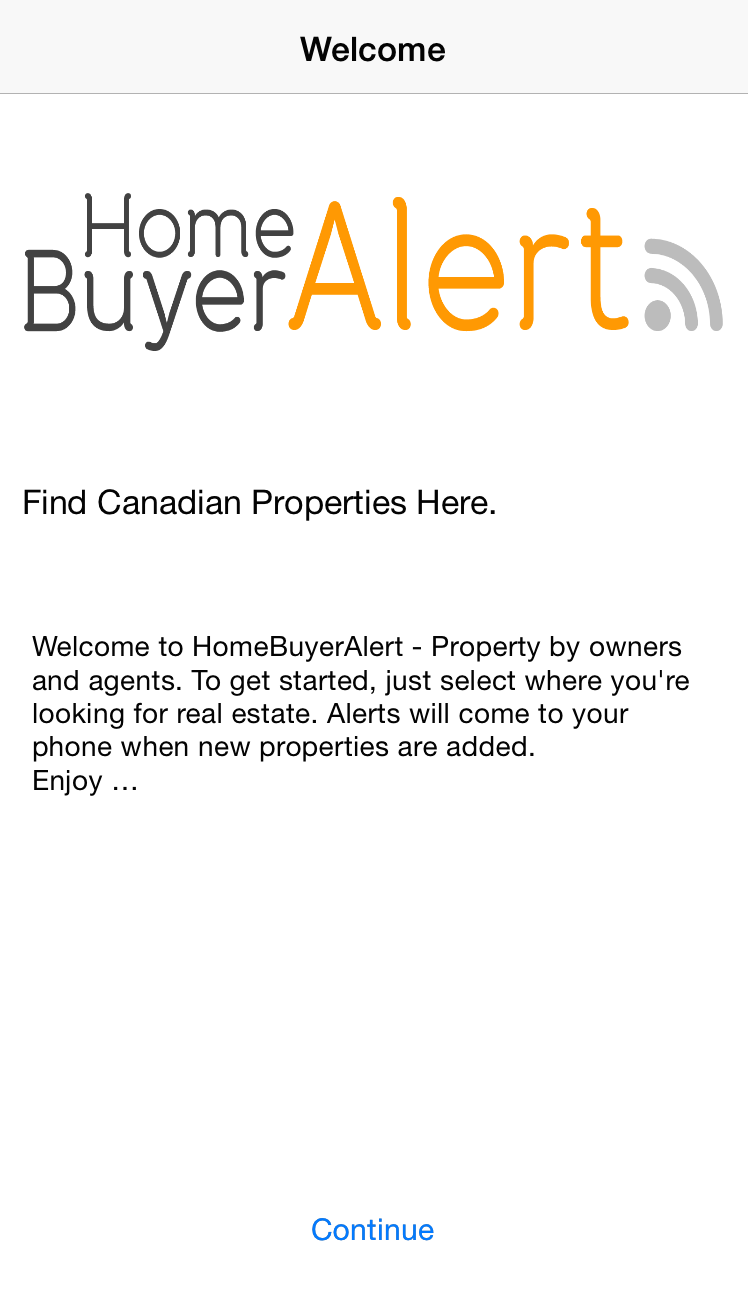 Welcome
Home
BuyerAlert
Find Canadian Properties Here.
Welcome to HomeBuyerAlert - Property by owners
and agents. To get started, just select where you're
looking for real estate. Alerts will come to your
phone when new properties are added.
Enjoy …
Continue